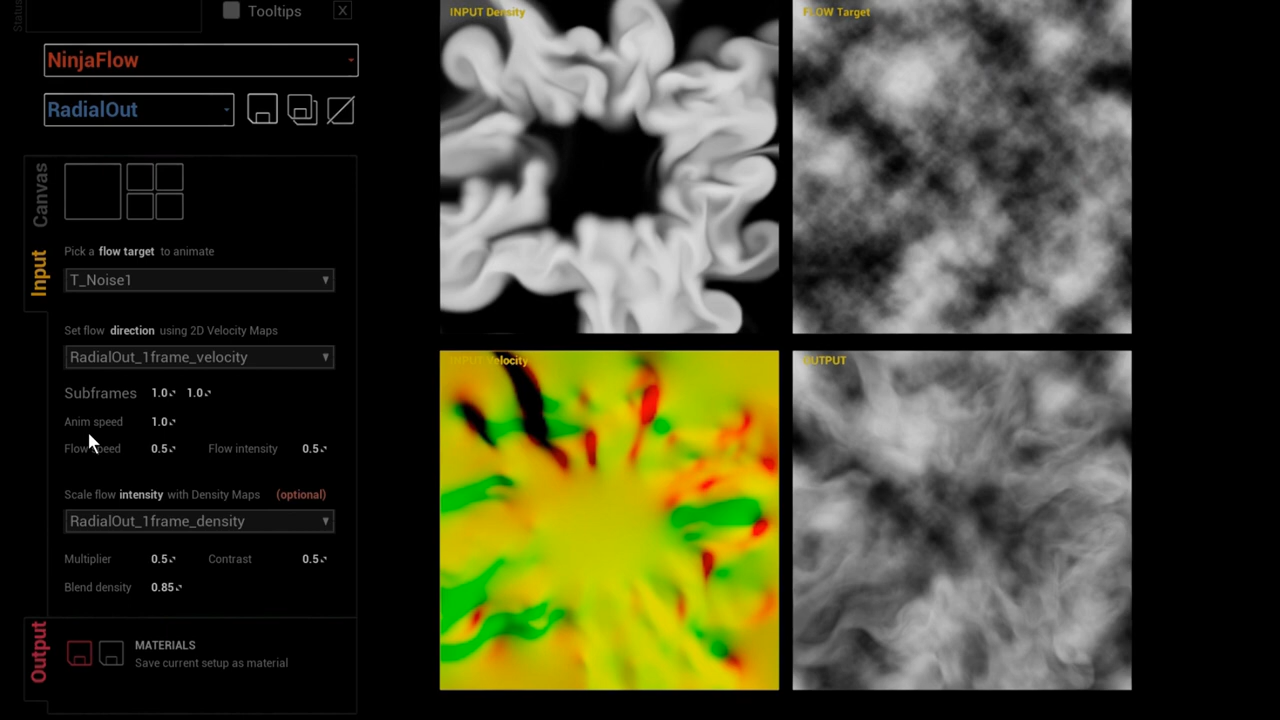 Status
Tooltips
X
NinjaFlow
RadialOut
Canvas
Input
Pick a flow target to animate
T_Noise1
Set flow direction using 2D Velocity Maps
RadialOut_1frame_velocity
Subframes 1.0 1.0
Anim speed 1.0
Flow speed 0.5 Flow intensity 0.5
Scale flow intensity with Density Maps (optional)
RadialOut_1frame_density
Multiplier 0.5 Contrast 0.5
Blend density 0.85
Output
MATERIALS
Save current setup as material
INPUT Density
FLOW Target
INPUT Velocity
OUTPUT